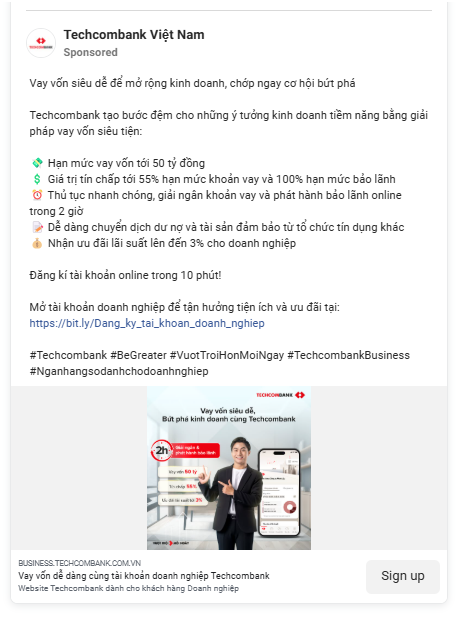 Techcombank Việt Nam
TECHCOMBANK
Sponsored
Vay vốn siêu dễ để mở rộng kinh doanh, chớp ngay cơ hội bứt phá
Techcombank tạo bước đệm cho những ý tưởng kinh doanh tiềm năng bằng giải
pháp vay vốn siêu tiện:
💸 Hạn mức vay vốn tới 50 tỷ đồng
💲 Giá trị tín chấp tới 55% hạn mức khoản vay và 100% hạn mức bảo lãnh
⏰ Thủ tục nhanh chóng, giải ngân khoản vay và phát hành bảo lãnh online
trong 2 giờ
📝 Dễ dàng chuyển dịch dư nợ và tài sản đảm bảo từ tổ chức tín dụng khác
💰 Nhận ưu đãi lãi suất lên đến 3% cho doanh nghiệp
Đăng kí tài khoản online trong 10 phút!
Mở tài khoản doanh nghiệp để tận hưởng tiện ích và ưu đãi tại:
https://bit.ly/Dang_ky_tai_khoan_doanh_nghiep
#Techcombank #BeGreater #VuotTroiHonMoiNgay #TechcombankBusiness
#Nganhangsodanhchodoanhnghiep
TECHCOMBANK
Vay vốn siêu dễ,
Bứt phá kinh doanh cùng Techcombank
2h
Giải ngân &
phát hành bảo lãnh
Vay vốn 50 tỷ
Tín chấp 55%
Ưu đãi lãi suất tới 3%
BUSINESS.TECHCOMBANK.COM.VN
Vay vốn dễ dàng cùng tài khoản doanh nghiệp Techcombank
Website Techcombank dành cho khách hàng Doanh nghiệp
Sign up